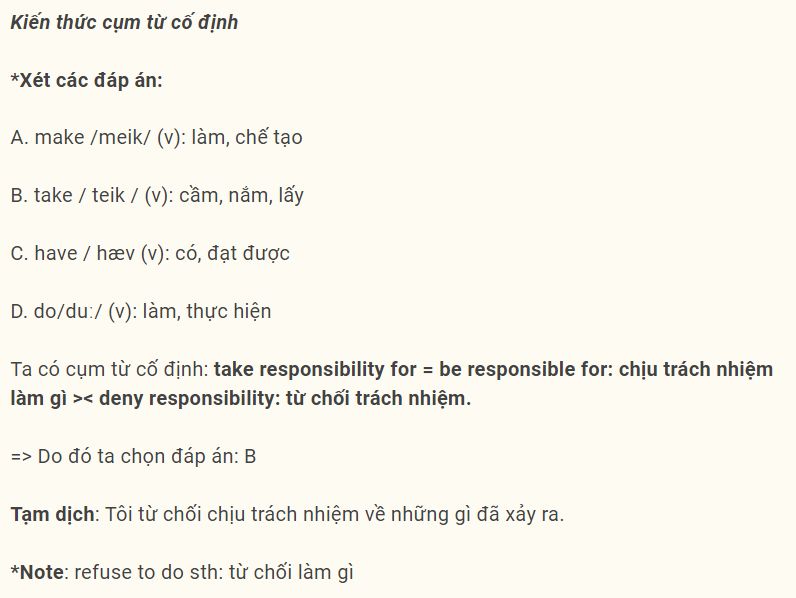 Kiến thức cụm từ cố định
*Xét các đáp án:
A. make /meik/ (v): làm, chế tạo
B. take / teik / (v): cầm, nắm, lấy
C. have / hæv (v): có, đạt được
D. do/duː/ (v): làm, thực hiện
Ta có cụm từ cố định: take responsibility for = be responsible for: chịu trách nhiệm
làm gì >< deny responsibility: từ chối trách nhiệm.
=> Do đó ta chọn đáp án: B
Tạm dịch: Tôi từ chối chịu trách nhiệm về những gì đã xảy ra.
*Note: refuse to do sth: từ chối làm gì